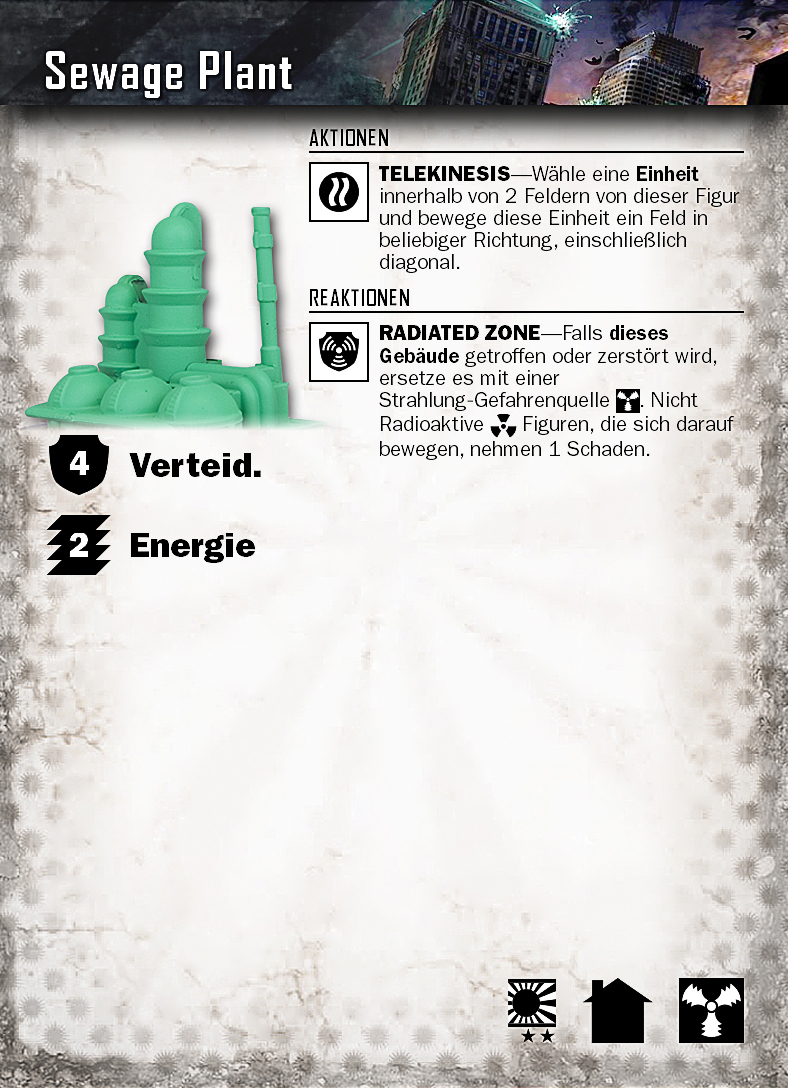 Sewage Plant
AKTIONEN
TELEKINESIS—Wähle eine Einheit
innerhalb von 2 Feldern von dieser Figur
und bewege diese Einheit ein Feld in
beliebiger Richtung, einschließlich
diagonal.
REAKTIONEN
RADIATED ZONE—Falls dieses
Gebäude getroffen oder zerstört wird,
ersetze es mit einer
Strahlung-Gefahrenquelle . Nicht
Radioaktive Figuren, die sich darauf
bewegen, nehmen 1 Schaden.
4 Verteid.
2 Energie